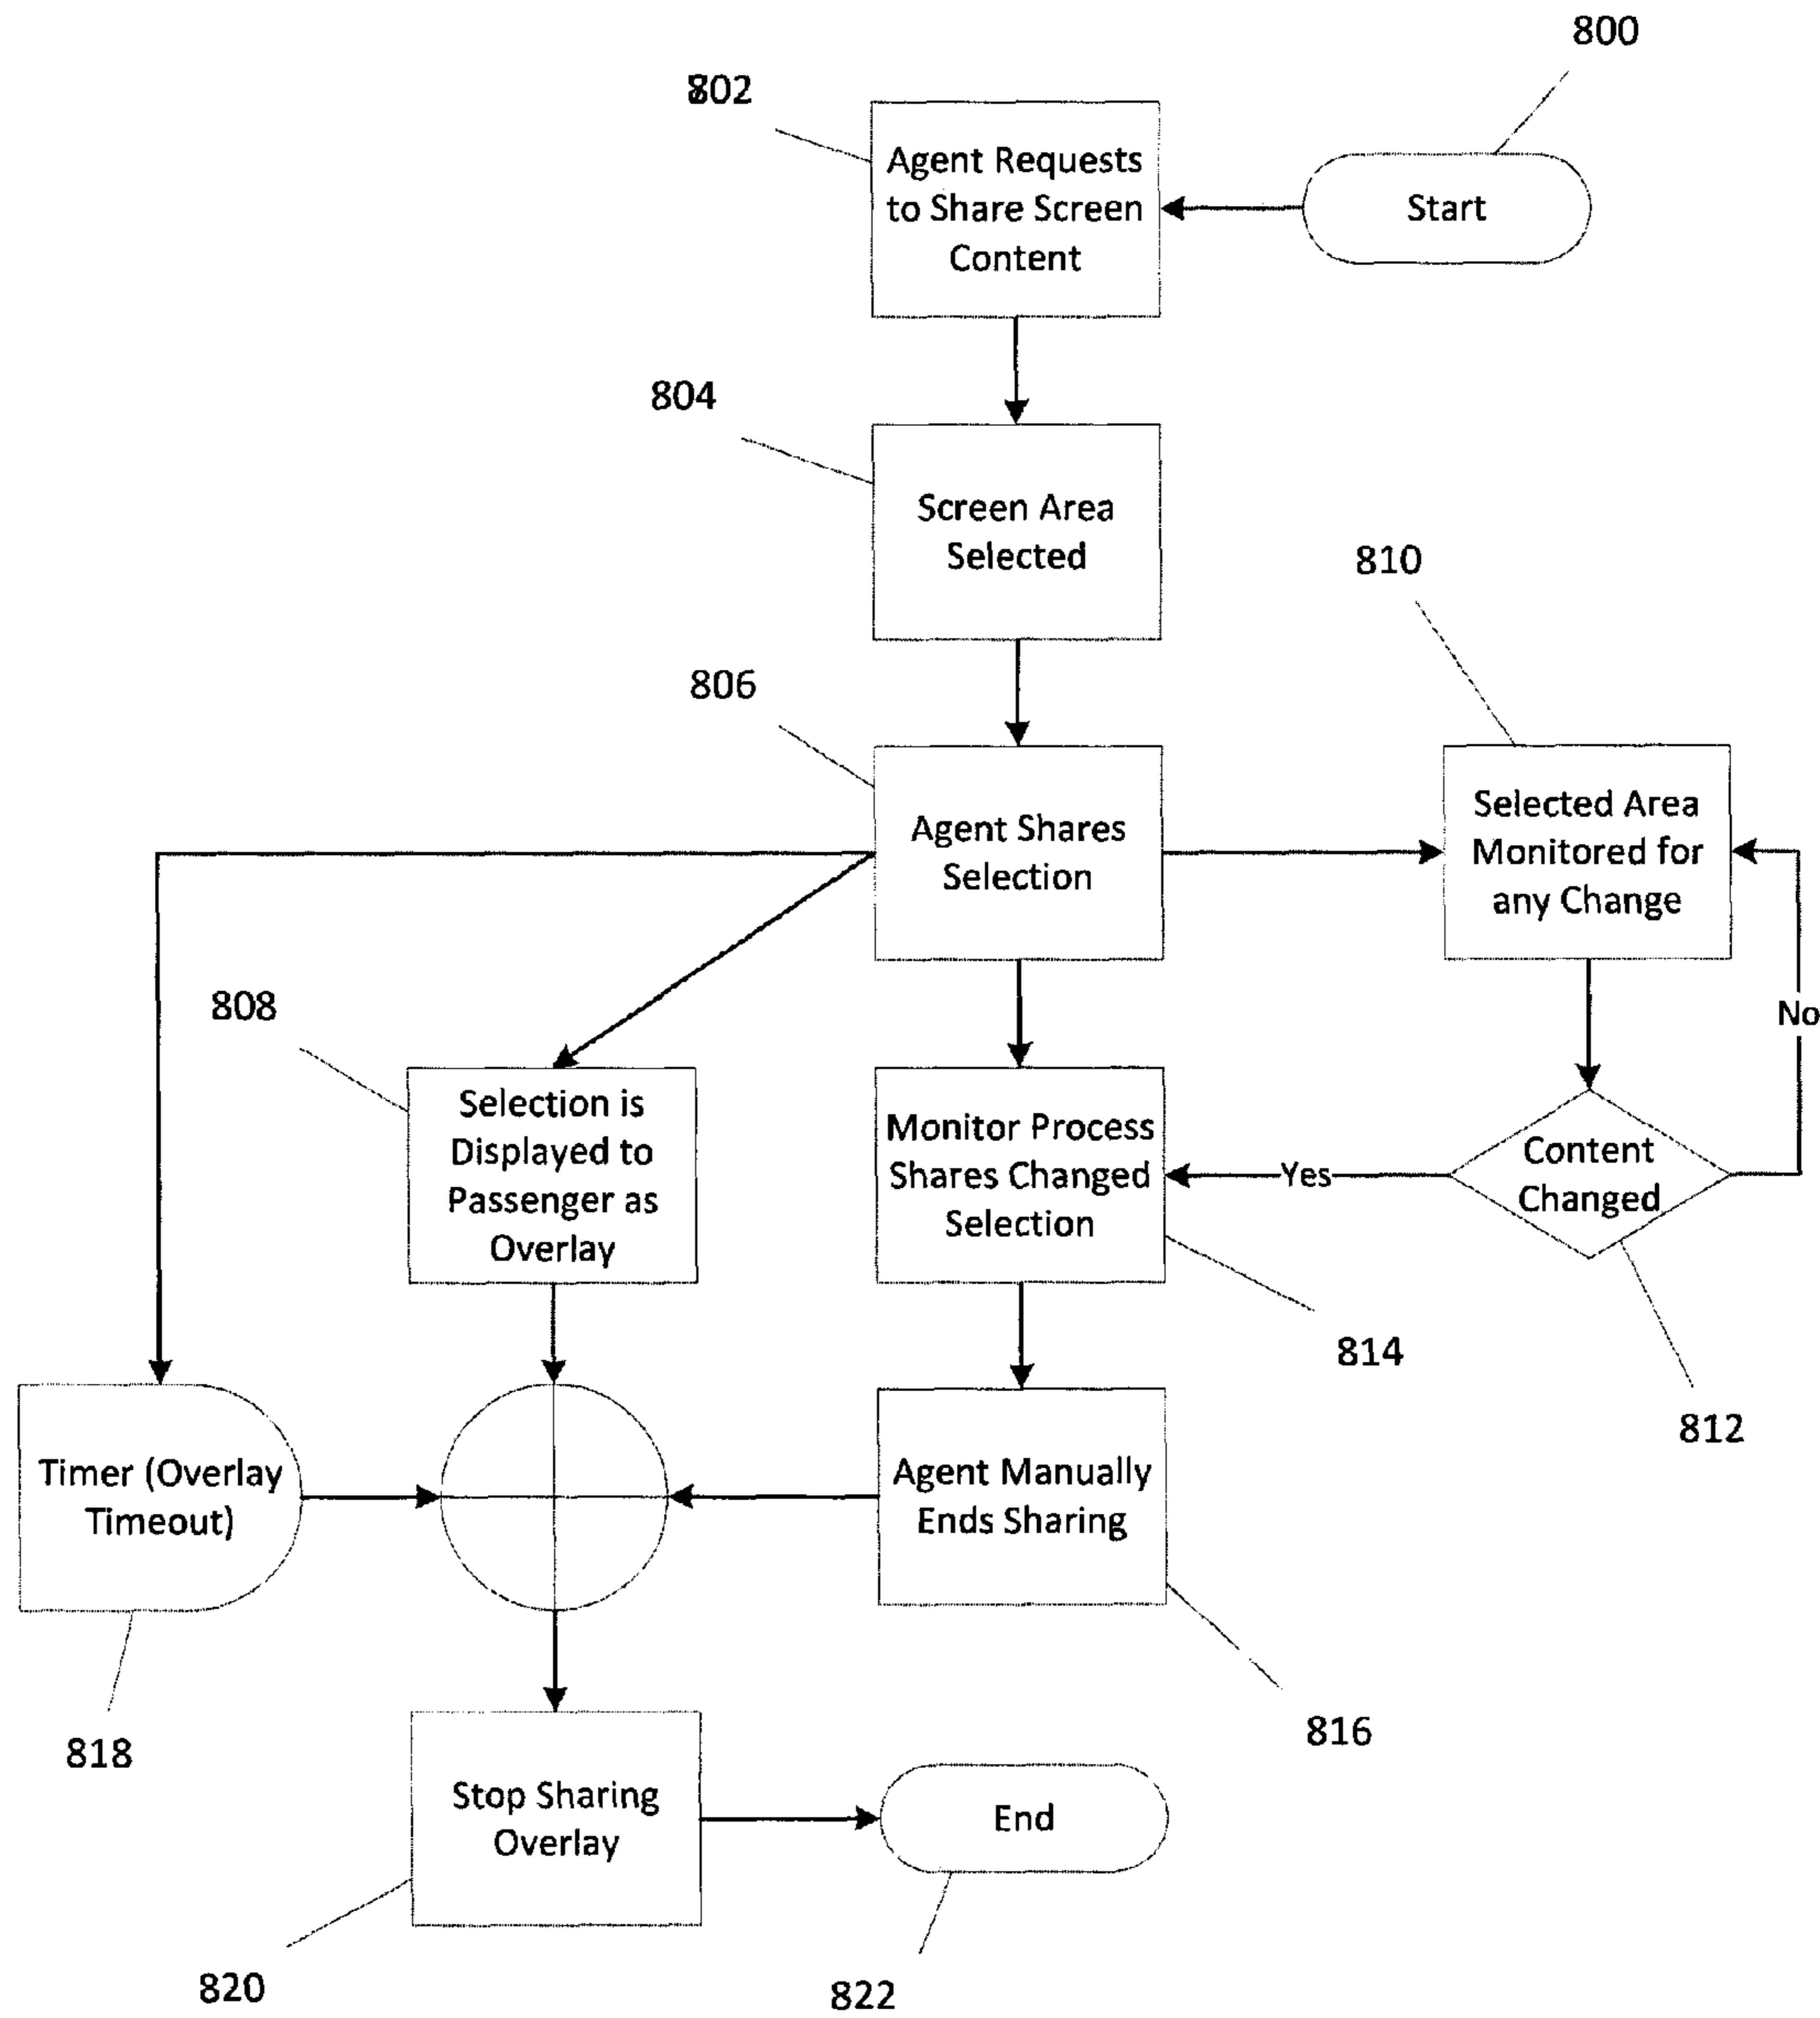 800
802
Agent Requests
to Share Screen
Content
Start
804
Screen Area
Selected
810
806
Agent Shares
Selection
Selected Area
Monitored for
any Change
No
808
Selection is
Displayed to
Passenger as
Overlay
Monitor Process
Shares Changed
Selection
Yes
Content
Changed
814
812
Timer (Overlay
Timeout)
Agent Manually
Ends Sharing
818
816
Stop Sharing
Overlay
End
820
822